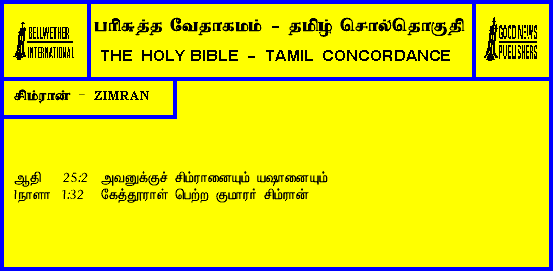 BELLWETHER
INTERNATIONAL
பரிசுத்த வேதாகமம் - தமிழ் சொல்தொகுதி
THE HOLY BIBLE - TAMIL CONCORDANCE
GOOD NEWS
PUBLISHERS
சிம்ரான் - ZIMRAN
ஆதி 25:2 அவனுக்குச் சிம்ரானையும் யஷானையும்
1நாளா 1:32 கேத்தூராள் பெற்ற குமாரர் சிம்ரான்